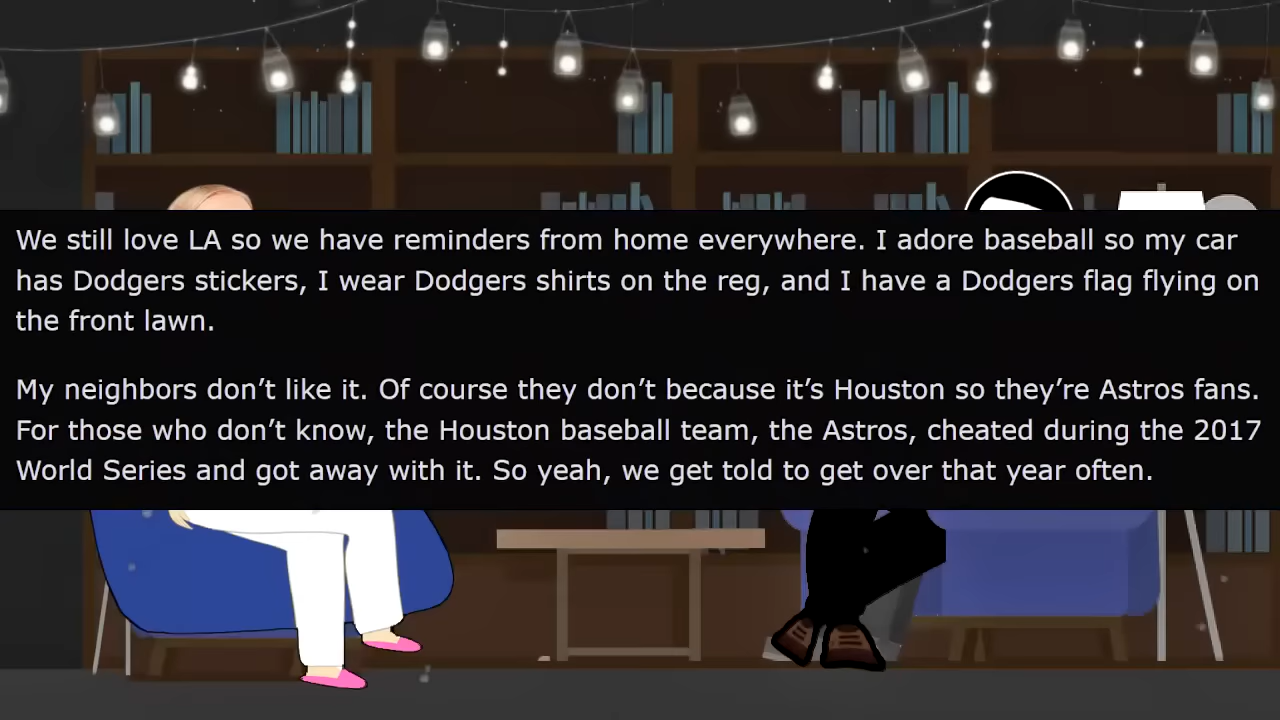 We still love LA so we have reminders from home everywhere. I adore baseball so my car
has Dodgers stickers, I wear Dodgers shirts on the reg, and I have a Dodgers flag flying on
the front lawn.
My neighbors don’t like it. Of course they don’t because it’s Houston so they’re Astros fans.
For those who don’t know, the Houston baseball team, the Astros, cheated during the 2017
World Series and got away with it. So yeah, we get told to get over that year often.